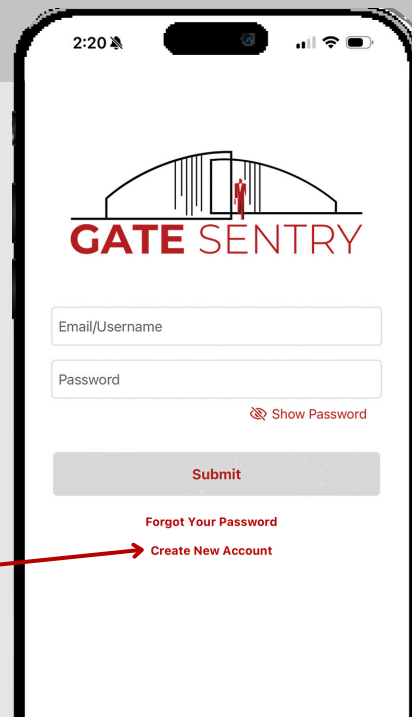 2:20
GATE SENTRY
Email/Username
Password
Show Password
Submit
Forgot Your Password
Create New Account